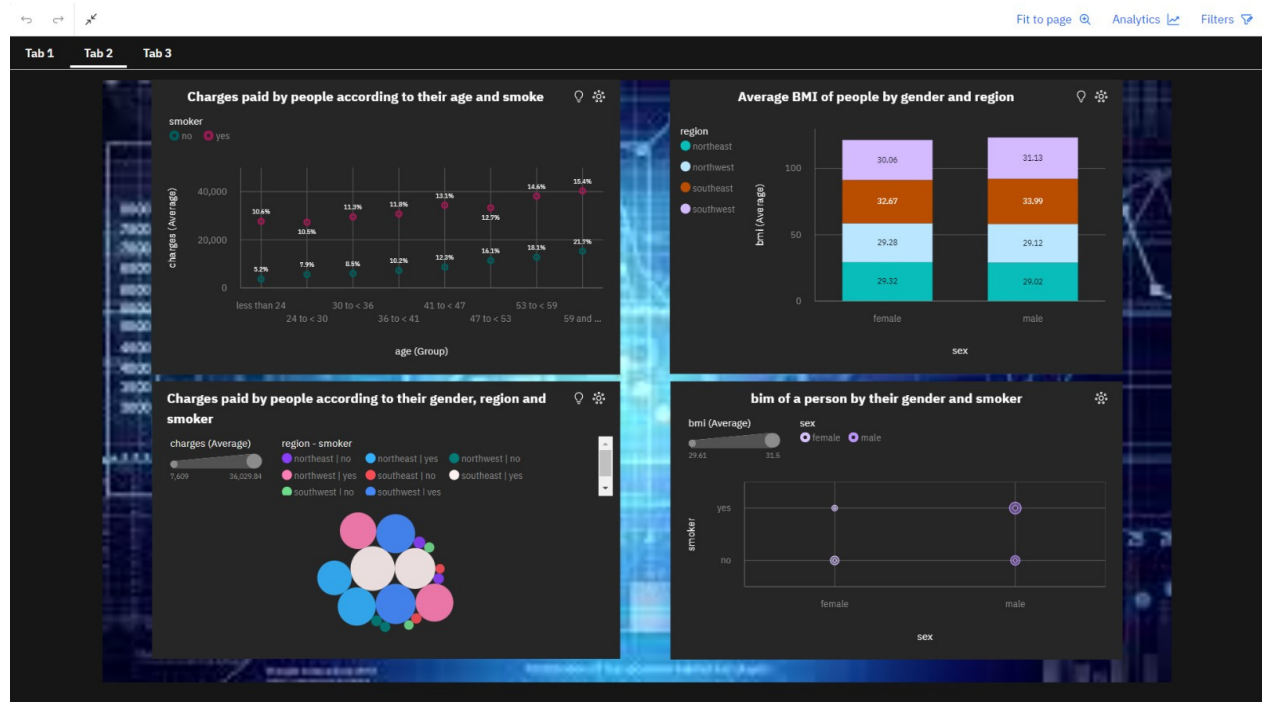 Fit to page Analytics Filters
Tab 1 Tab 2 Tab 3
Charges paid by people according to their age and smoke
smoker
no yes
charges (Average)
40,000
20,000
0
10.6%
10.5%
11.3%
11.8%
13.1%
12.7%
14.6%
15.4%
5.2%
7.9%
8.5%
10.2%
12.3%
16.1%
18.1%
21.7%
less than 24 30 to < 36 41 to < 47 53 to < 59
24 to < 30 36 to < 41 47 to < 53 59 and ...
age (Group)
Average BMI of people by gender and region
region
northeast
northwest
southeast
southwest
bmi (Average)
100
50
0
30.06 31.13
32.67 33.99
29.28 29.12
29.32 29.02
female male
sex
Charges paid by people according to their gender, region and
smoker
charges (Average)
7,609 36,029.84
region - smoker
northeast | no northeast | yes northwest | no
northwest | yes southeast | no southeast | yes
southwest | no southwest | yes
bim of a person by their gender and smoker
bmi (Average)
29.61 31.5
sex
female male
smoker
yes
no
female male
sex